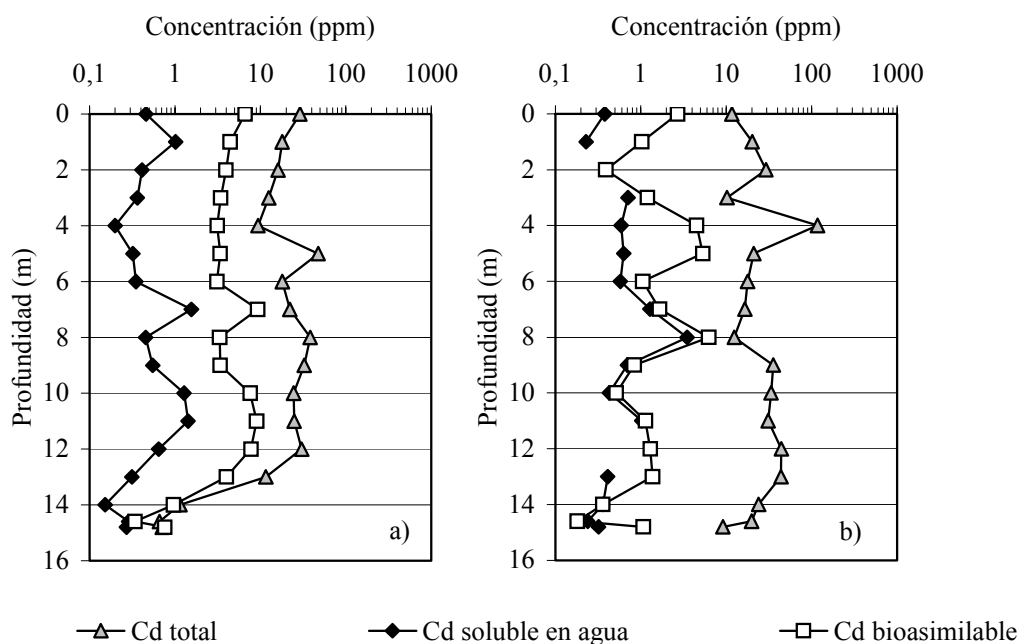 Concentración (ppm) Concentración (ppm)
0,1 1 10 100 1000 0,1 1 10 100 1000
0 0
2 2
4 4
6 6
8 8
10 10
12 12
14 14
16 16
Profundidad (m) Profundidad (m)
a) b)
Cd total Cd soluble en agua Cd bioasimilable